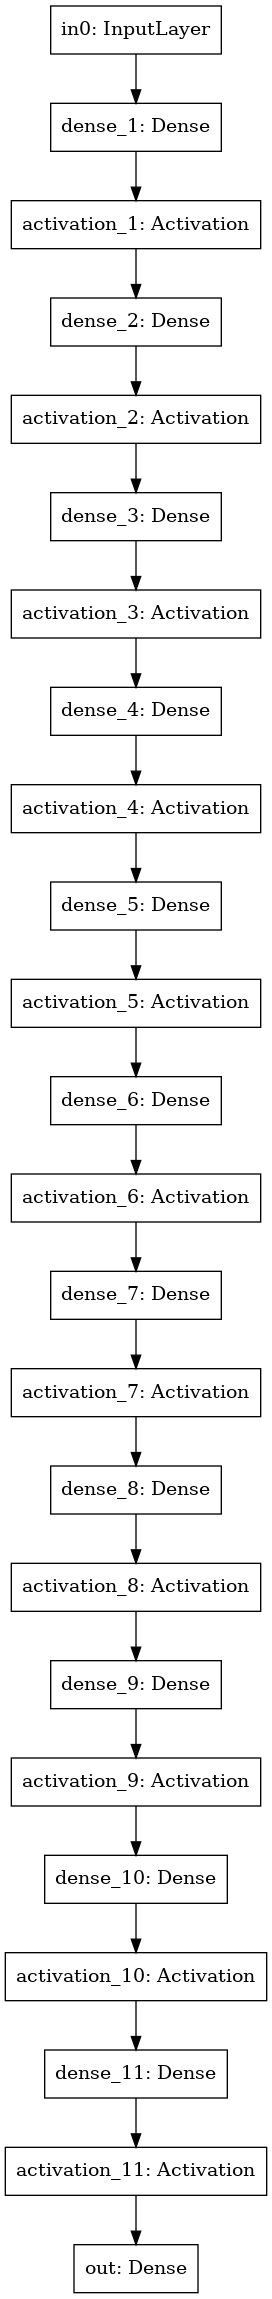 in0: InputLayer
dense_1: Dense
activation_1: Activation
dense_2: Dense
activation_2: Activation
dense_3: Dense
activation_3: Activation
dense_4: Dense
activation_4: Activation
dense_5: Dense
activation_5: Activation
dense_6: Dense
activation_6: Activation
dense_7: Dense
activation_7: Activation
dense_8: Dense
activation_8: Activation
dense_9: Dense
activation_9: Activation
dense_10: Dense
activation_10: Activation
dense_11: Dense
activation_11: Activation
out: Dense